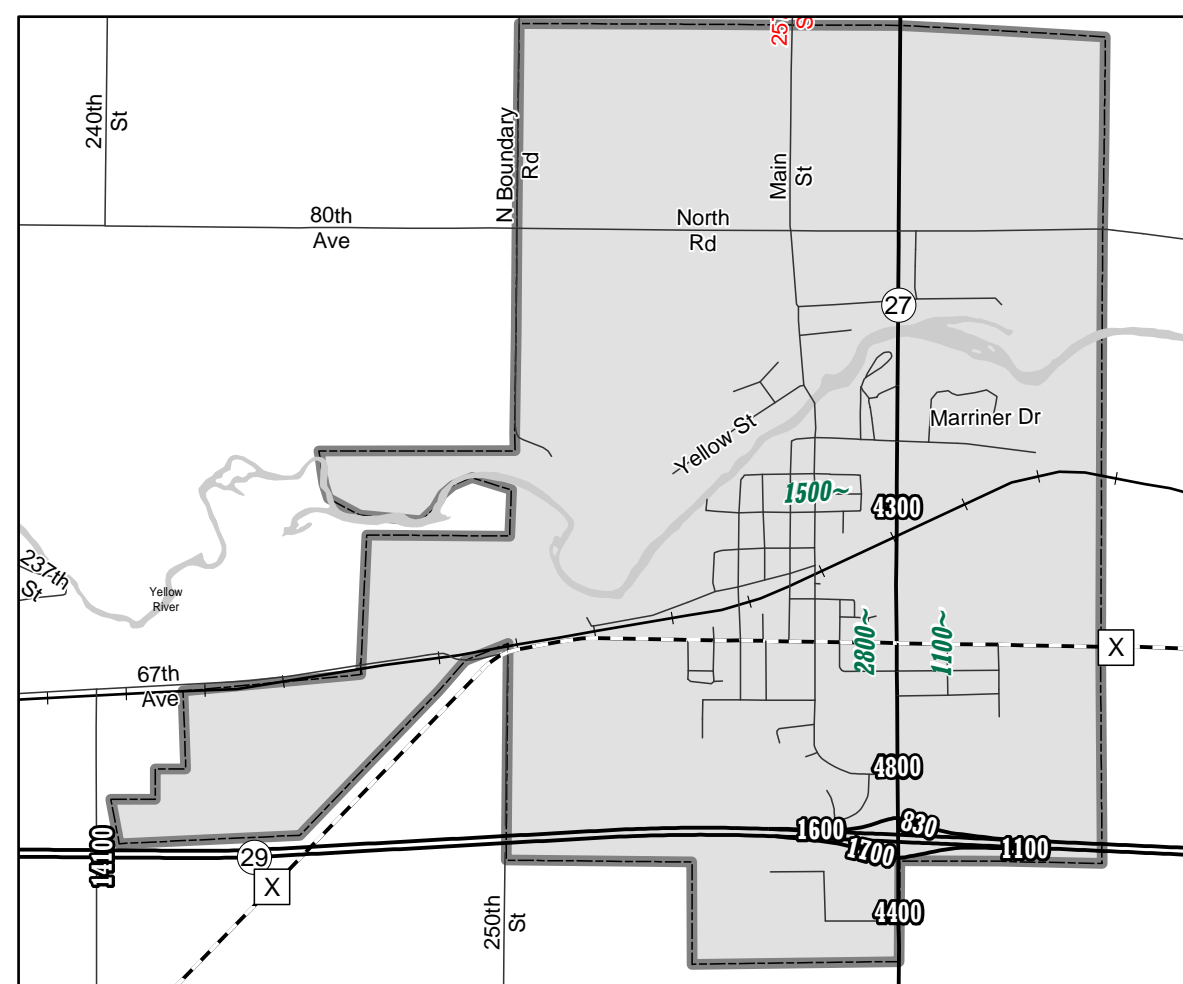 25
S
240th
St
N Boundary
Rd
Main
St
80th
Ave
North
Rd
27
Marriner Dr
Yellow St
1500~
4300
237th
St
Yellow
River
2800~
1100~
X
67th
Ave
4800
1600
830
1700
1100
14100
29
X
250th
St
4400